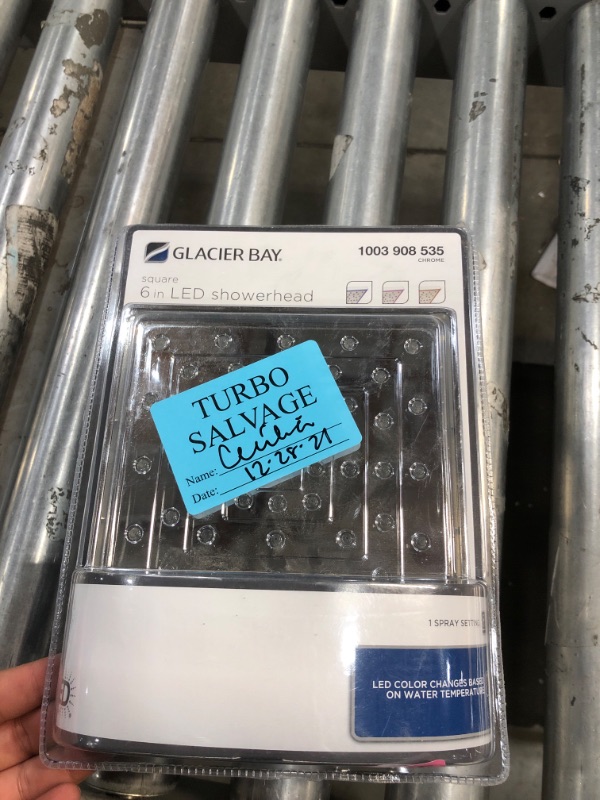 GLACIER BAY.
1003 908 535
CHROME
square
6 in LED showerhead
TURBO
SALVAGE
Name: Cecilia
Date: 12·28·21
1 SPRAY SETTING
LED COLOR CHANGES BASED
ON WATER TEMPERATURE